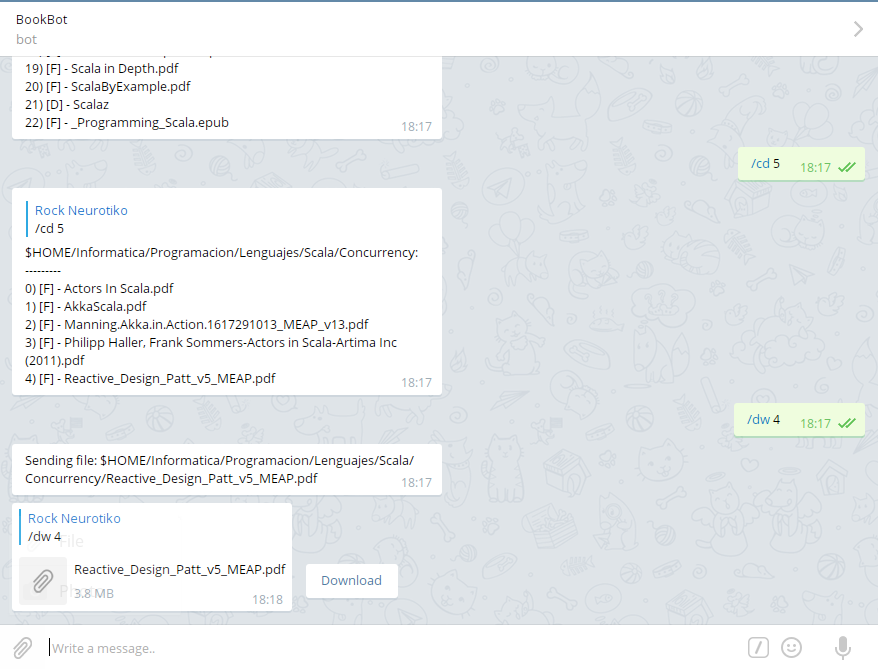 BookBot
bot
19) [F] - Scala in Depth.pdf
20) [F] - ScalaByExample.pdf
21) [D] - Scalaz
22) [F] - _Programming_Scala.epub
18:17
/cd 5 18:17
Rock Neurotiko
/cd 5
$HOME/Informatica/Programacion/Lenguajes/Scala/Concurrency:
---------
0) [F] - Actors In Scala.pdf
1) [F] - AkkaScala.pdf
2) [F] - Manning.Akka.in.Action.1617291013_MEAP_v13.pdf
3) [F] - Philipp Haller, Frank Sommers-Actors in Scala-Artima Inc
(2011).pdf
4) [F] - Reactive_Design_Patt_v5_MEAP.pdf
18:17
/dw 4 18:17
Sending file: $HOME/Informatica/Programacion/Lenguajes/Scala/
Concurrency/Reactive_Design_Patt_v5_MEAP.pdf
18:17
Rock Neurotiko
/dw 4
File
Reactive_Design_Patt_v5_MEAP.pdf
3.8 MB
18:18
Download
Write a message..